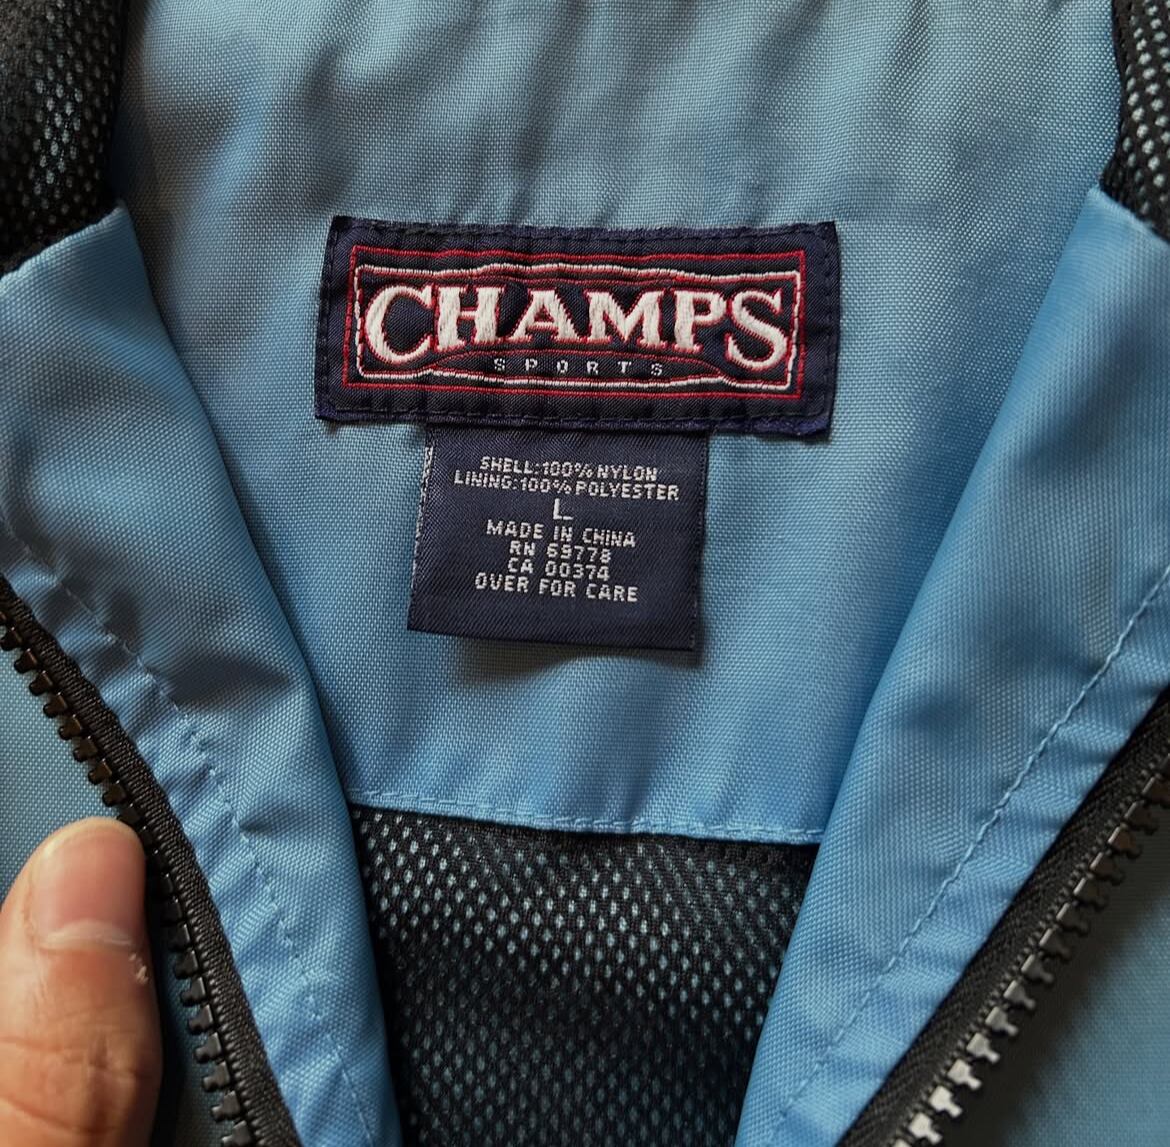 CHAMPS
SPORTS
SHELL:100% NYLON
LINING:100% POLYESTER
L
MADE IN CHINA
RN 69778
CA 00374
OVER FOR CARE